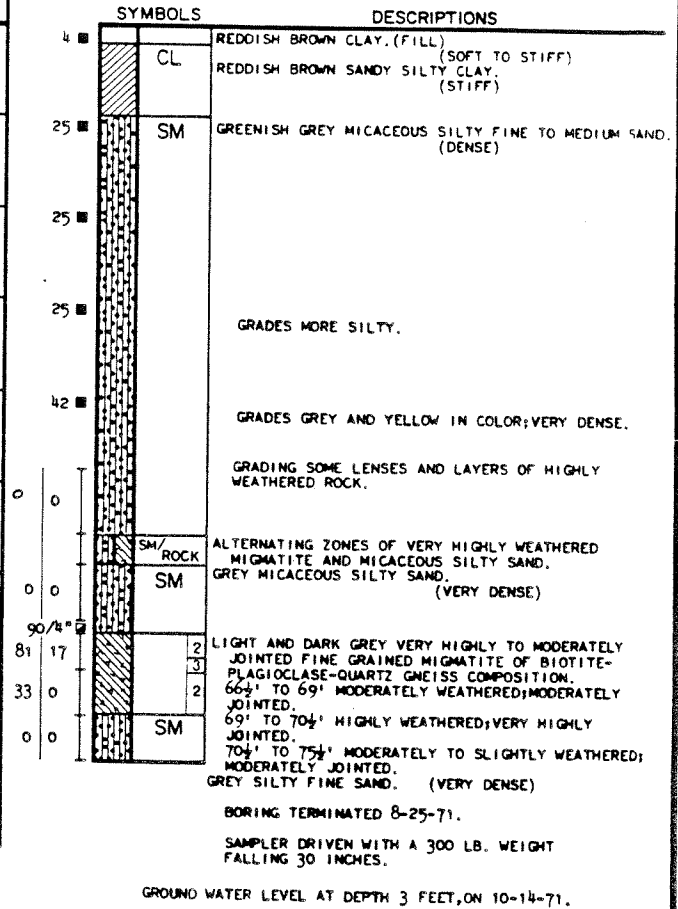 SYMBOLS DESCRIPTIONS
4 REDDISH BROWN CLAY.(FILL)
CL (SOFT TO STIFF)
REDDISH BROWN SANDY SILTY CLAY.
(STIFF)
25 SM GREENISH GREY MICACEOUS SILTY FINE TO MEDIUM SAND.
(DENSE)
25
25
GRADES MORE SILTY.
42
GRADES GREY AND YELLOW IN COLOR;VERY DENSE.
GRADING SOME LENSES AND LAYERS OF HIGHLY
WEATHERED ROCK.
0 0
SM/ROCK ALTERNATING ZONES OF VERY HIGHLY WEATHERED
MIGMATITE AND MICACEOUS SILTY SAND.
SM GREY MICACEOUS SILTY SAND.
0 0 (VERY DENSE)
90/4"
81 17 2 LIGHT AND DARK GREY VERY HIGHLY TO MODERATELY
3 JOINTED FINE GRAINED MIGMATITE OF BIOTITE-
PLAGIOCLASE-QUARTZ GNEISS COMPOSITION.
33 0 2 66½' TO 69' MODERATELY WEATHERED;MODERATELY
JOINTED.
SM 69' TO 70½' HIGHLY WEATHERED;VERY HIGHLY
JOINTED.
0 0 70½' TO 75½' MODERATELY TO SLIGHTLY WEATHERED;
MODERATELY JOINTED.
GREY SILTY FINE SAND. (VERY DENSE)
BORING TERMINATED 8-25-71.
SAMPLER DRIVEN WITH A 300 LB. WEIGHT
FALLING 30 INCHES.
GROUND WATER LEVEL AT DEPTH 3 FEET,ON 10-14-71.